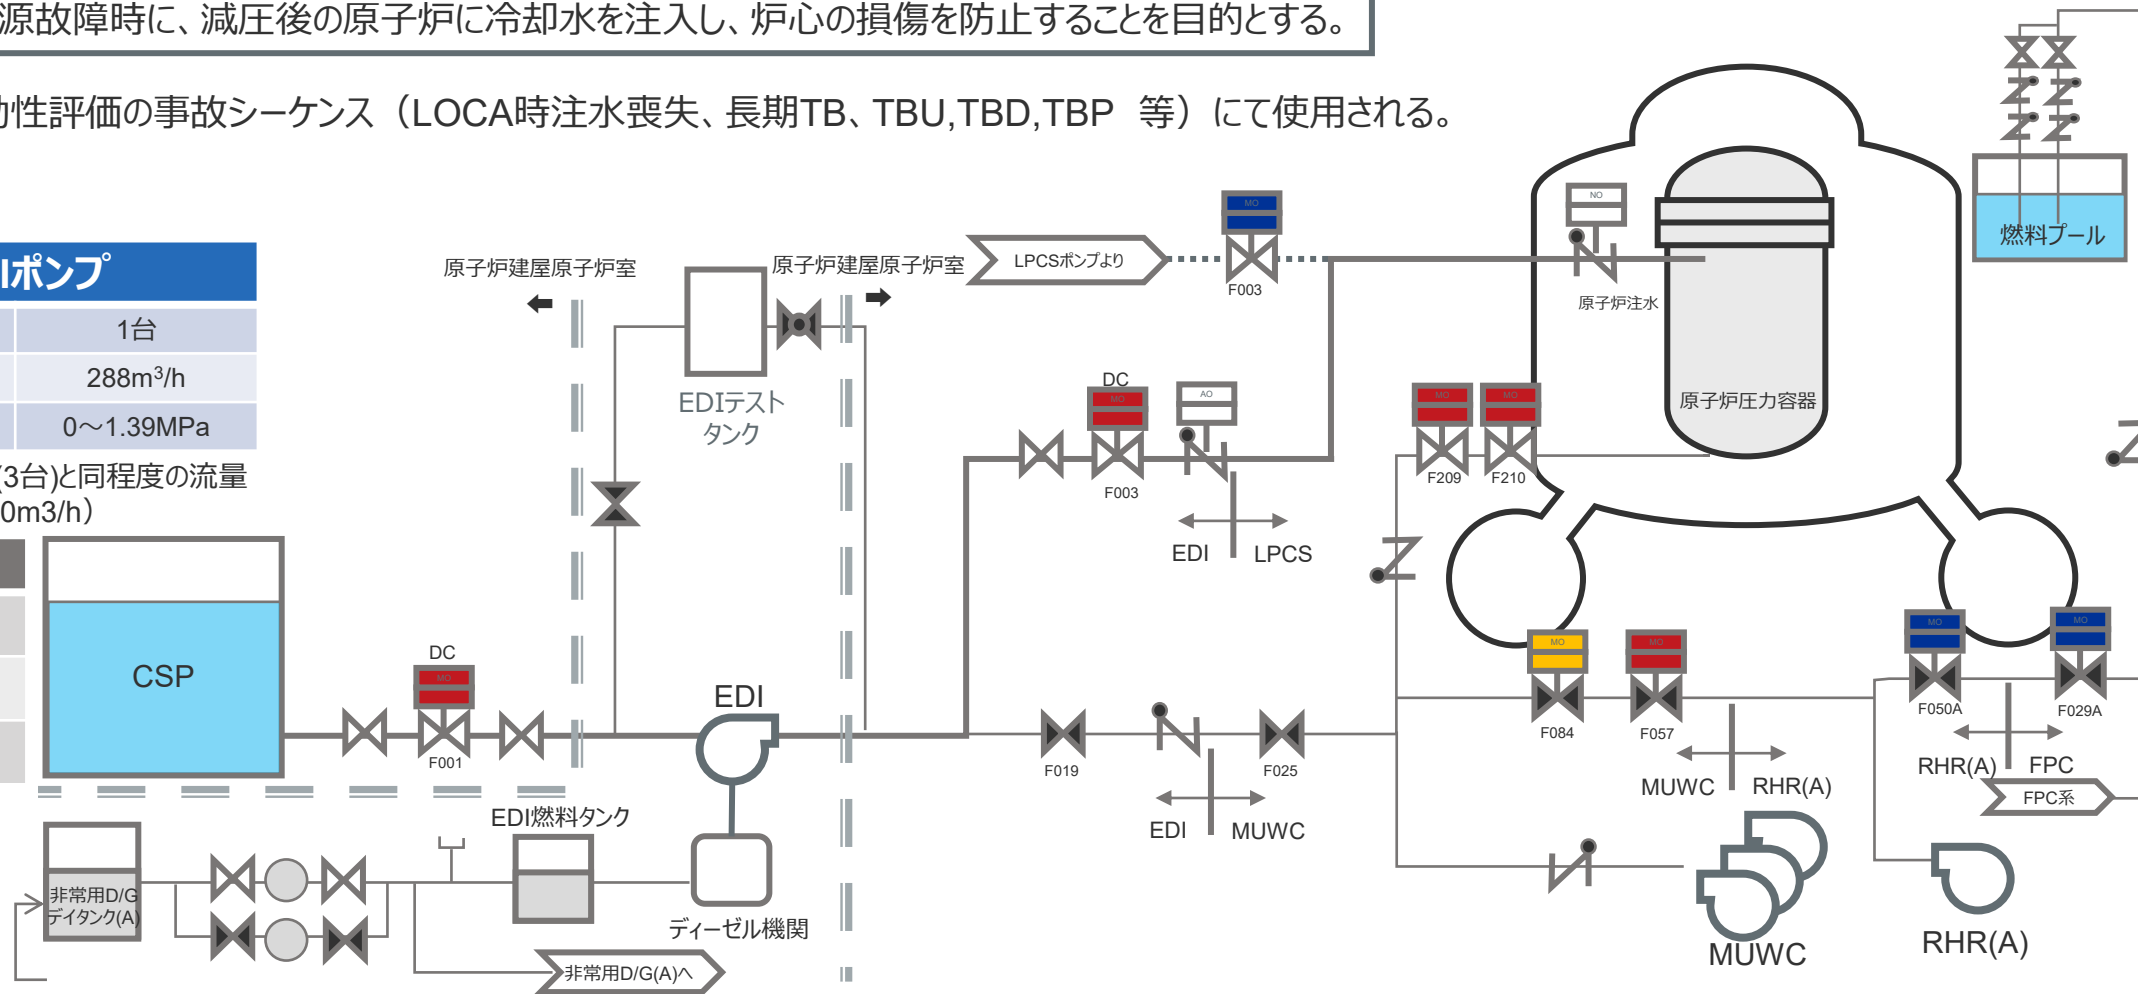 源故障時に、減圧後の原子炉に冷却水を注入し、炉心の損傷を防止することを目的とする。
効性評価の事故シーケンス（LOCA時注水喪失、長期TB、TBU,TBD,TBP 等）にて使用される。
Iポンプ
1台
288m³/h
0～1.39MPa
(3台)と同程度の流量
0m3/h）
CSP
DC
MO
F001
原子炉建屋原子炉室
EDIテスト
タンク
原子炉建屋原子炉室
EDI
EDI燃料タンク
ディーゼル機関
非常用D/G
デイタンク(A)
非常用D/G(A)へ
LPCSポンプより
MO
F003
DC
MO
F003
AO
EDI
LPCS
NO
原子炉注水
原子炉圧力容器
燃料プール
MO
F209
MO
F210
F019
F025
EDI
MUWC
MO
F084
MO
F057
MUWC
RHR(A)
MO
F050A
MO
F029A
RHR(A)
FPC
FPC系
MUWC
RHR(A)